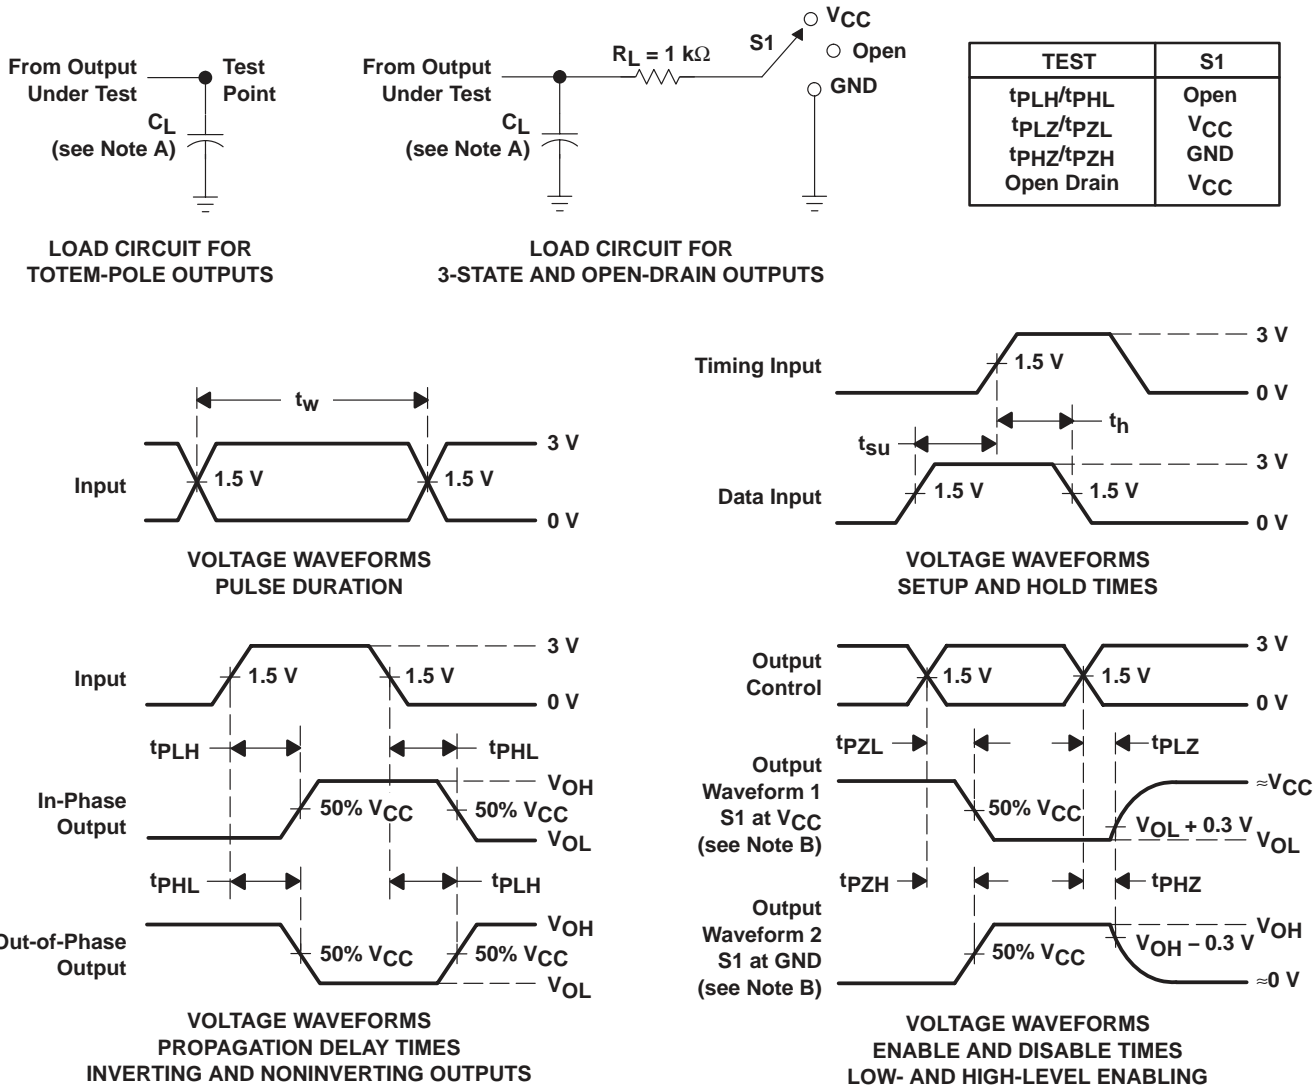 From Output
Under Test
Test
Point
CL
(see Note A)
LOAD CIRCUIT FOR
TOTEM-POLE OUTPUTS
From Output
Under Test
RL = 1 kΩ
S1
VCC
Open
GND
CL
(see Note A)
LOAD CIRCUIT FOR
3-STATE AND OPEN-DRAIN OUTPUTS
TEST S1
tPLH/tPHL Open
tPLZ/tPZL VCC
tPHZ/tPZH GND
Open Drain VCC
tw
3 V
Input
1.5 V
1.5 V
0 V
VOLTAGE WAVEFORMS
PULSE DURATION
3 V
Timing Input
1.5 V
0 V
th
tsu
3 V
Data Input
1.5 V
1.5 V
0 V
VOLTAGE WAVEFORMS
SETUP AND HOLD TIMES
3 V
Input
1.5 V
1.5 V
0 V
tPLH
tPHL
VOH
In-Phase
Output
50% VCC
50% VCC
VOL
tPHL
tPLH
VOH
Out-of-Phase
Output
50% VCC
50% VCC
VOL
VOLTAGE WAVEFORMS
PROPAGATION DELAY TIMES
INVERTING AND NONINVERTING OUTPUTS
3 V
Output
Control
1.5 V
1.5 V
0 V
tPZL
tPLZ
Output
Waveform 1
S1 at VCC
(see Note B)
≈VCC
50% VCC
VOL + 0.3 V
VOL
tPZH
tPHZ
Output
Waveform 2
S1 at GND
(see Note B)
VOH
50% VCC
VOH − 0.3 V
≈0 V
VOLTAGE WAVEFORMS
ENABLE AND DISABLE TIMES
LOW- AND HIGH-LEVEL ENABLING